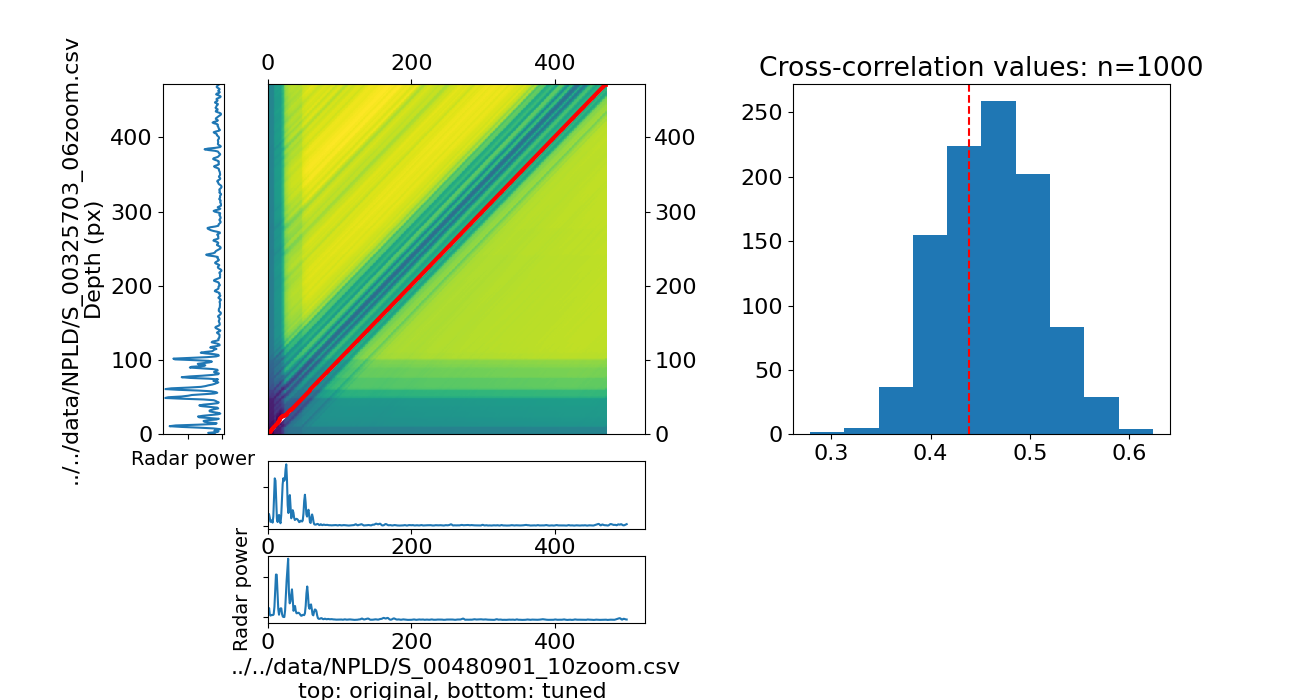 0 200 400
Cross-correlation values: n=1000
../../data/NPLD/S_00325703_06zoom.csv
Depth (px)
400
300
200
100
0
400
300
200
100
0
250
200
150
100
50
0
0.3 0.4 0.5 0.6
Radar power
0 200 400
Radar power
0 200 400
../../data/NPLD/S_00480901_10zoom.csv
top: original, bottom: tuned